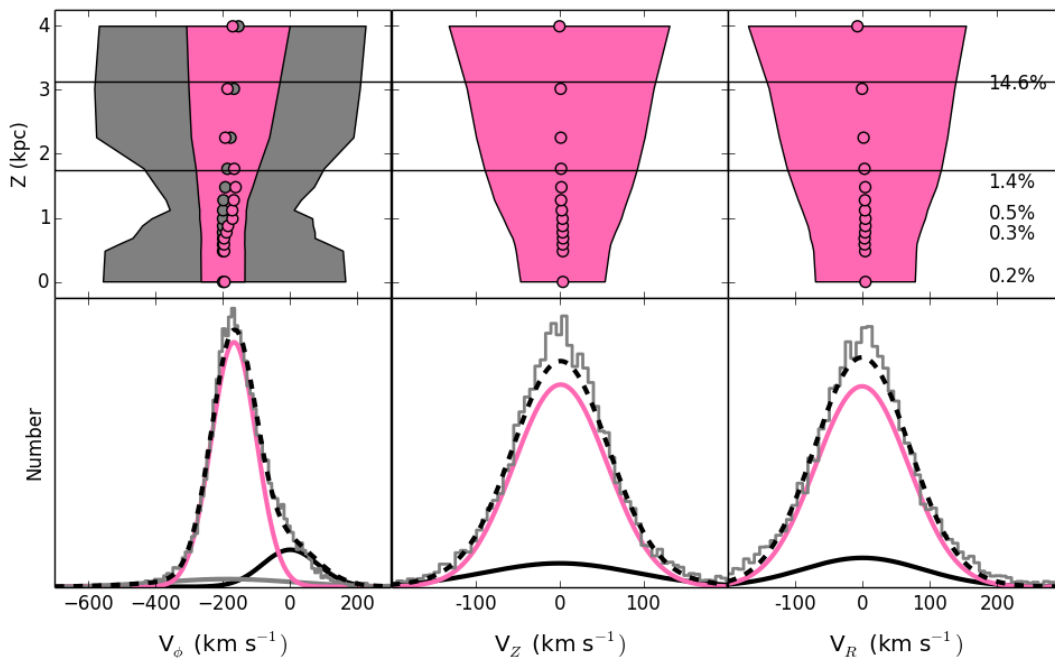 4
3
2
1
0
Z (kpc)
14.6%
1.4%
0.5%
0.3%
0.2%
Number
−600 −400 −200 0 200
-100 0 100
-100 0 100 200
V𝜙 (km s⁻¹)
V_Z (km s⁻¹)
V_R (km s⁻¹)